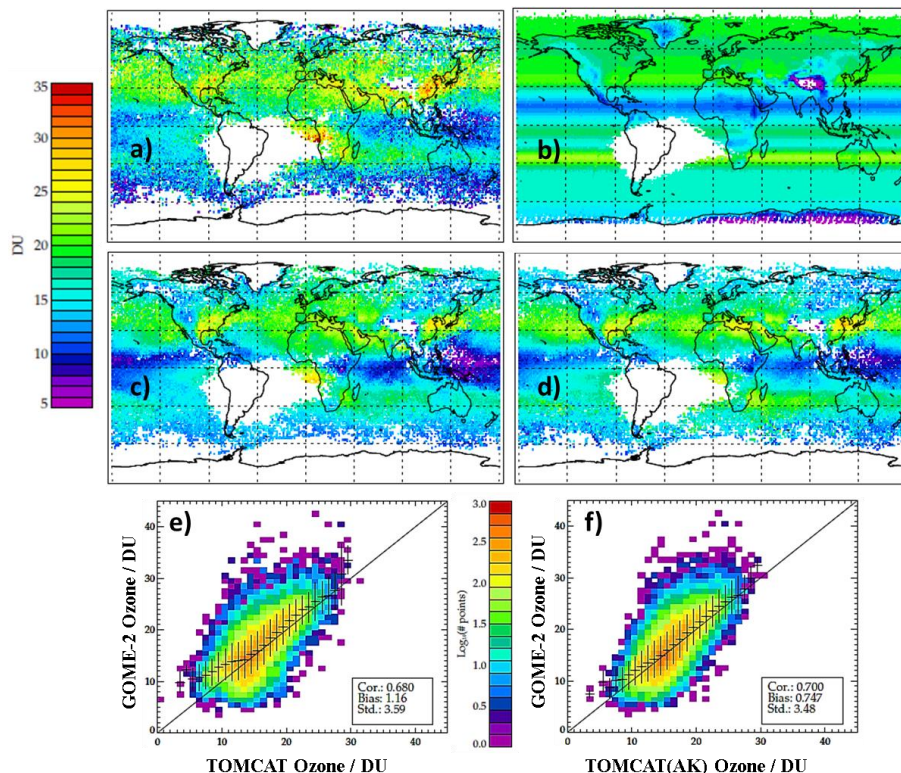 a)
b)
35
30
25
DU
20
15
10
5
c)
d)
e)
f)
40
30
20
10
0
GOME-2 Ozone / DU
Cor.: 0.680
Bias: 1.16
Std.: 3.59
0
10
20
30
40
TOMCAT Ozone / DU
3.0
2.5
2.0
1.5
1.0
0.5
0.0
Log₁₀(# points)
40
30
20
10
0
GOME-2 Ozone / DU
Cor.: 0.700
Bias: 0.747
Std.: 3.48
0
10
20
30
40
TOMCAT(AK) Ozone / DU